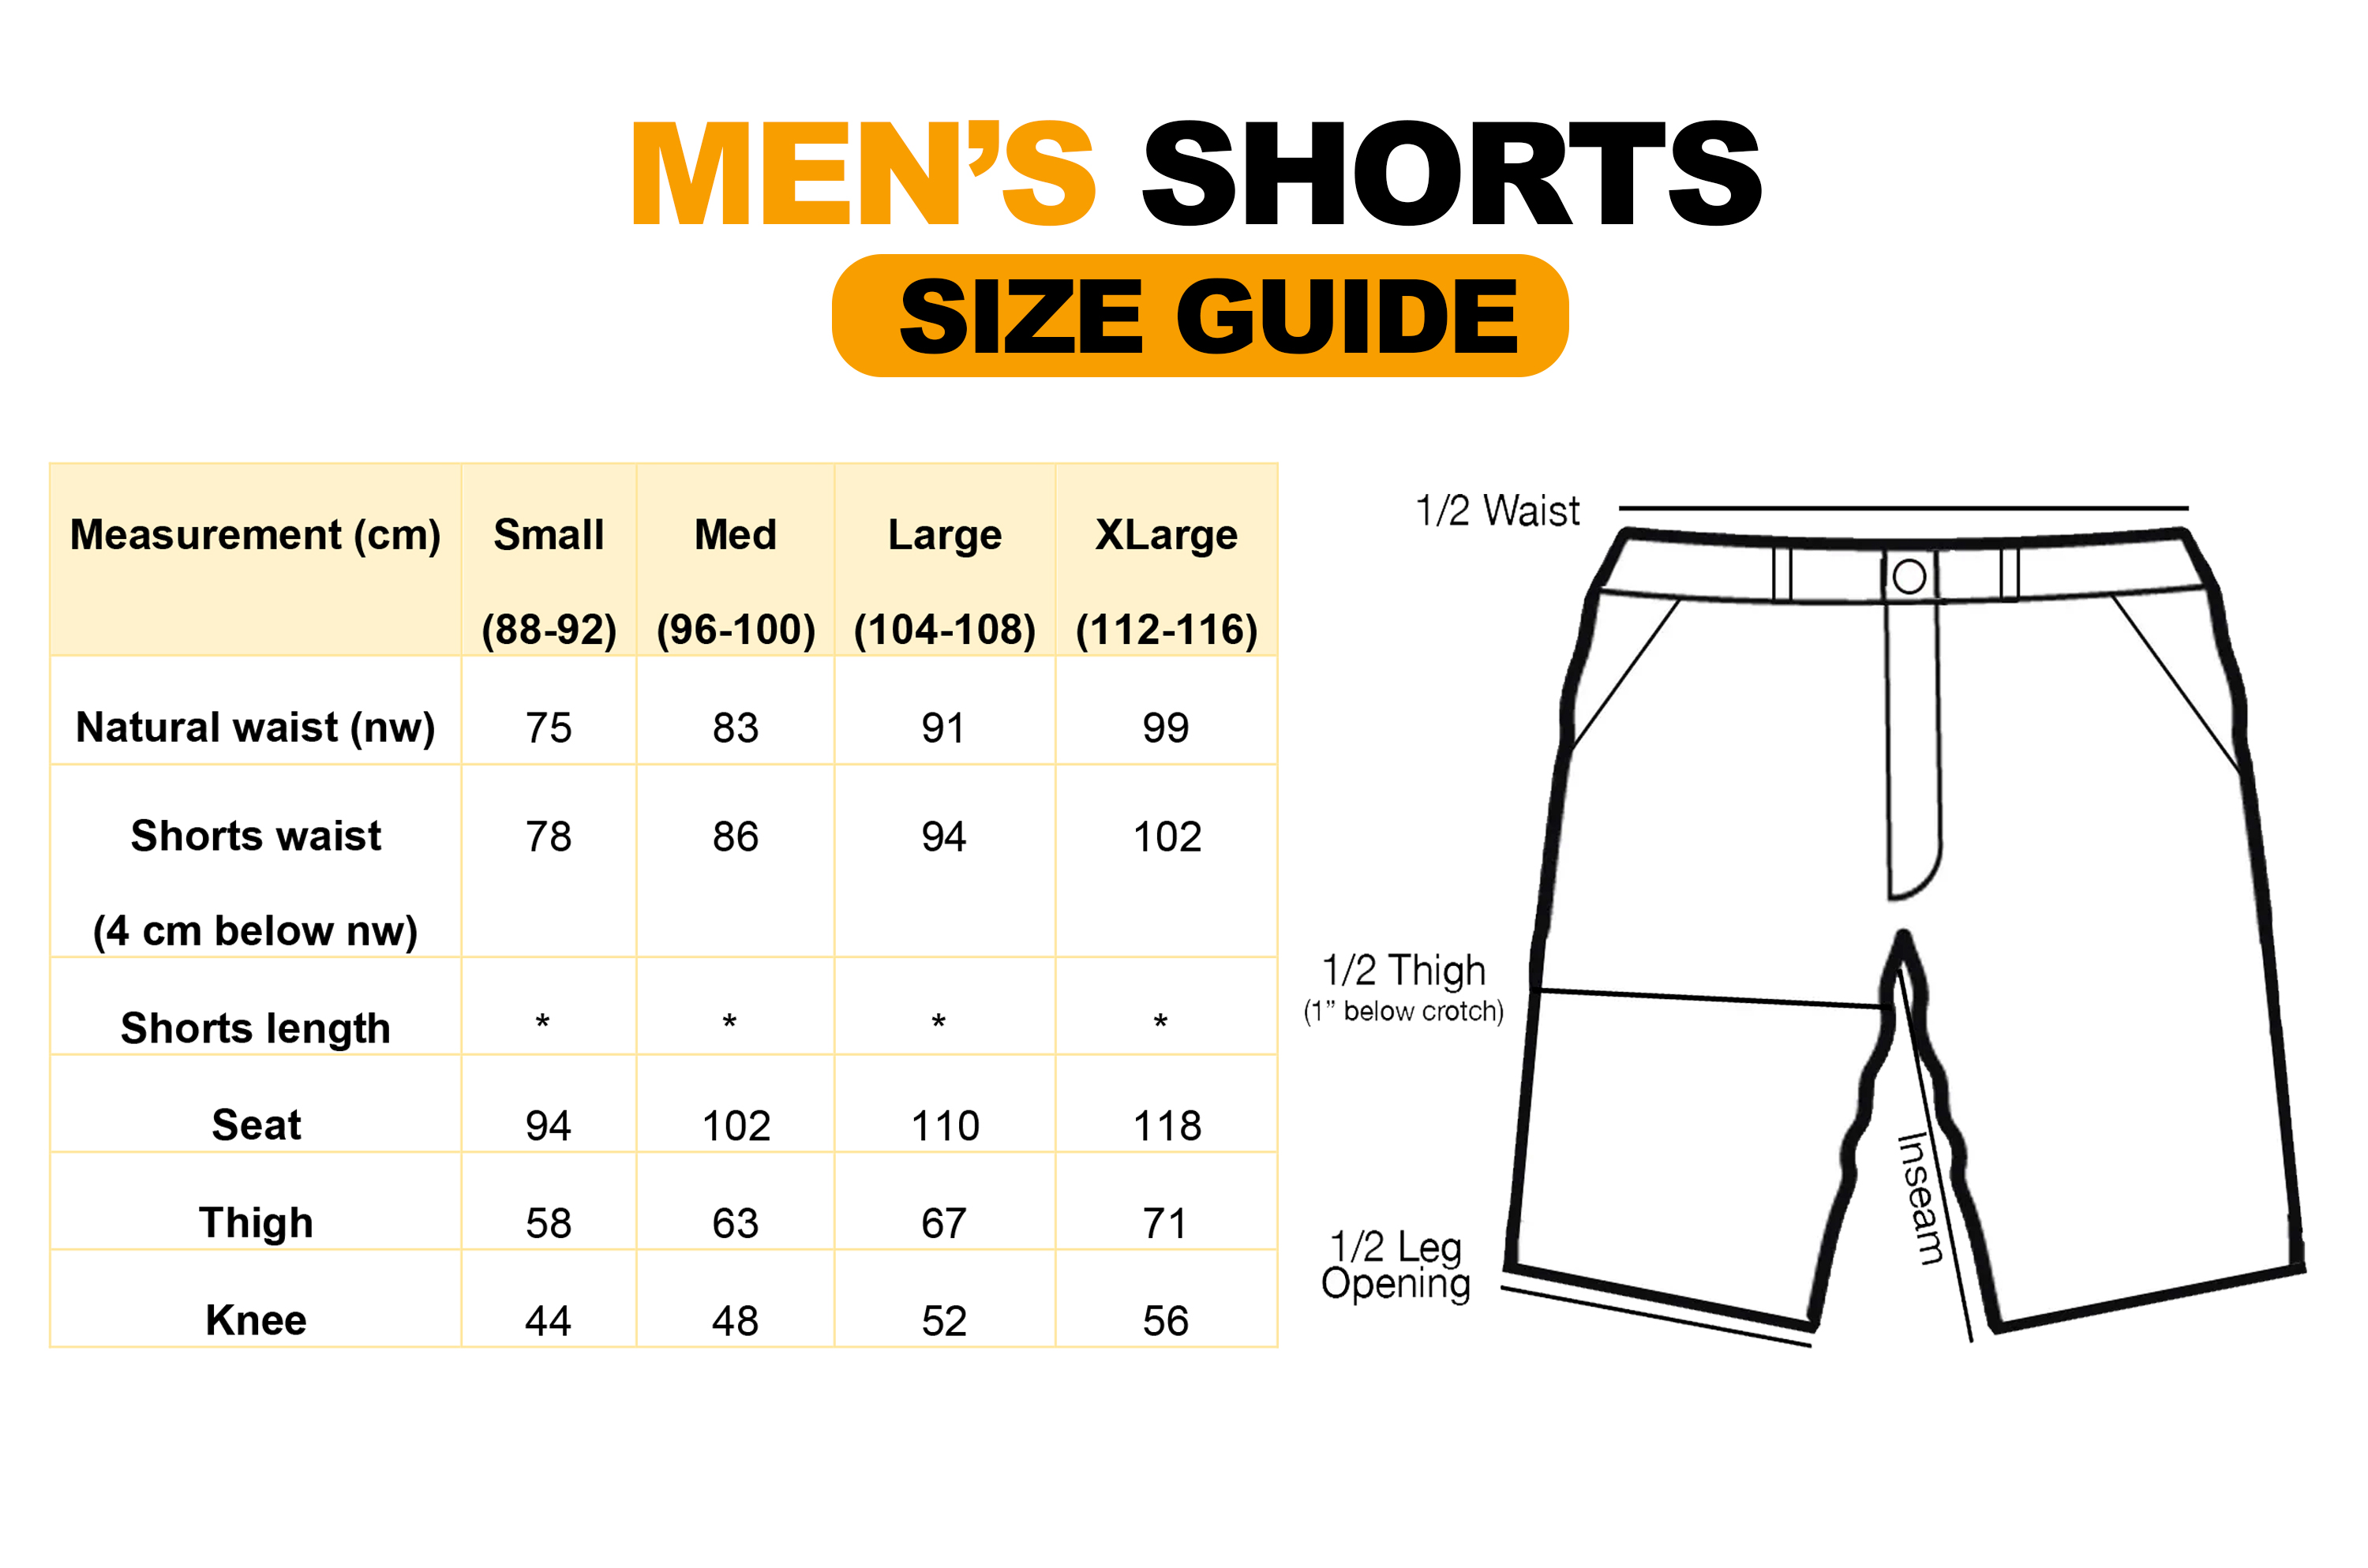 MEN’S SHORTS
SIZE GUIDE
Measurement (cm) Small Med Large XLarge
(88-92) (96-100) (104-108) (112-116)
Natural waist (nw) 75 83 91 99
Shorts waist 78 86 94 102
(4 cm below nw)
Shorts length * * * *
Seat 94 102 110 118
Thigh 58 63 67 71
Knee 44 48 52 56
1/2 Waist
1/2 Thigh
(1” below crotch)
Inseam
1/2 Leg
Opening